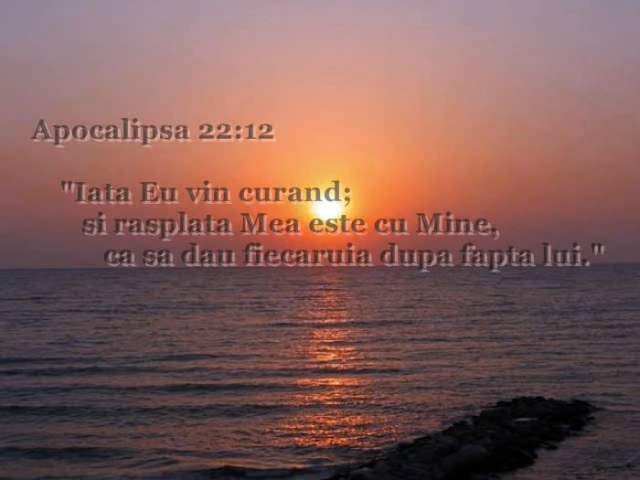 Apocalipsa 22:12
"Iata Eu vin curand;
si rasplata Mea este cu Mine,
ca sa dau fiecaruia dupa fapta lui."